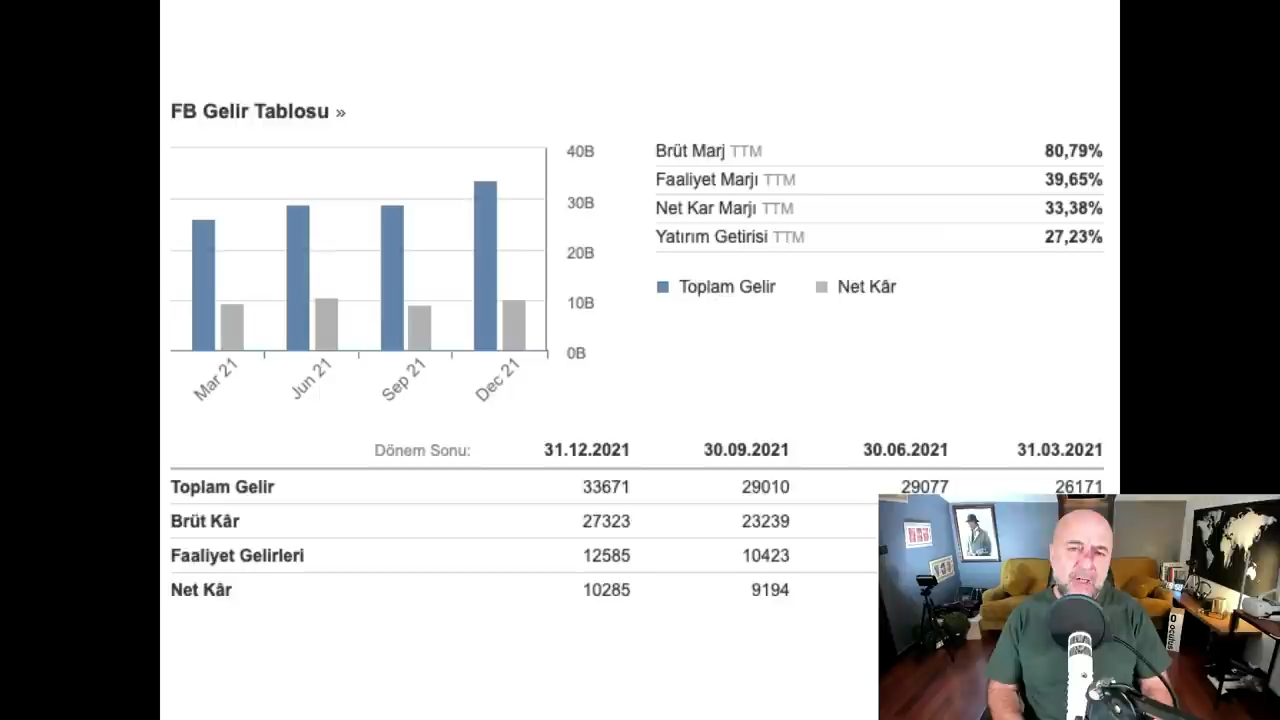 FB Gelir Tablosu »
40B
30B
20B
10B
0B
Mar 21
Jun 21
Sep 21
Dec 21
Brüt Marj TTM 80,79%
Faaliyet Marjı TTM 39,65%
Net Kar Marjı TTM 33,38%
Yatırım Getirisi TTM 27,23%
Toplam Gelir Net Kâr
Dönem Sonu: 31.12.2021 30.09.2021 30.06.2021 31.03.2021
Toplam Gelir 33671 29010 29077 26171
Brüt Kâr 27323 23239
Faaliyet Gelirleri 12585 10423
Net Kâr 10285 9194
oculus